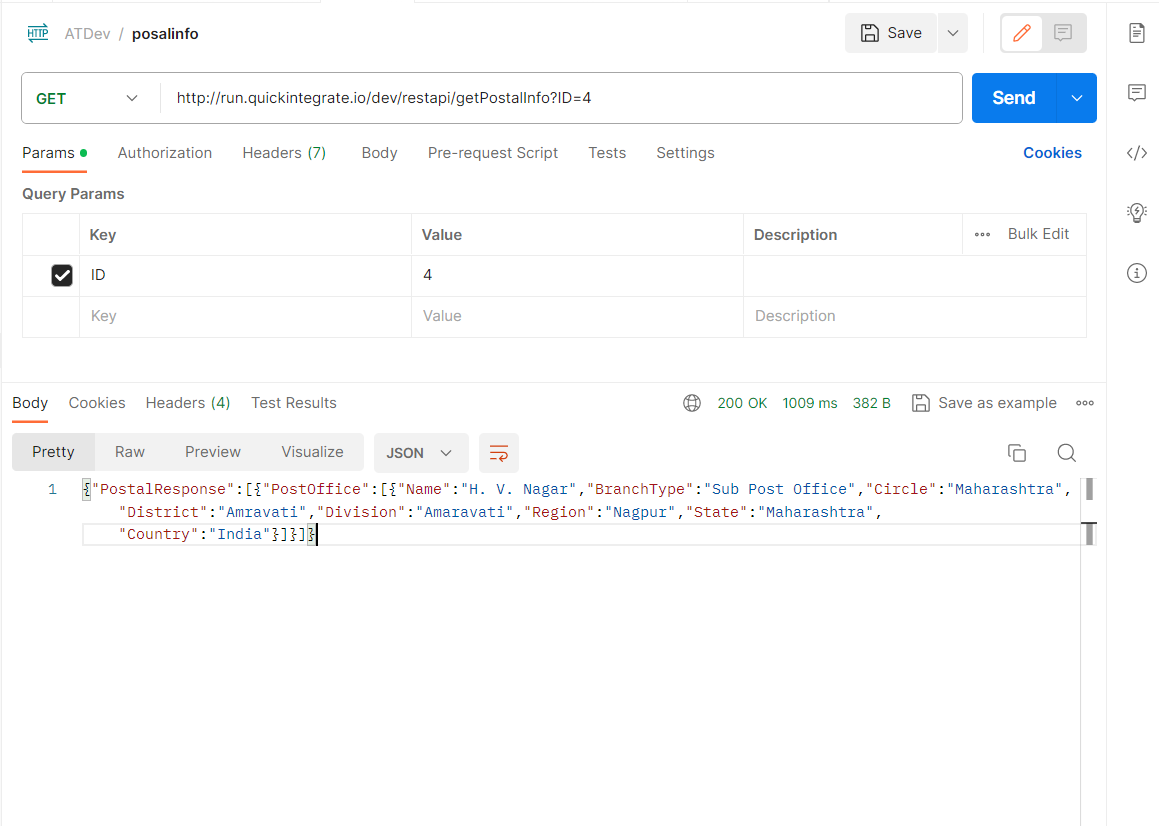 HTTP ATDev / posalinfo Save
GET http://run.quickintegrate.io/dev/restapi/getPostalInfo?ID=4 Send
Params Authorization Headers (7) Body Pre-request Script Tests Settings Cookies
Query Params
Key Value Description Bulk Edit
ID 4
Key Value Description
Body Cookies Headers (4) Test Results 200 OK 1009 ms 382 B Save as example
Pretty Raw Preview Visualize JSON
1 {"PostalResponse":[{"PostOffice":[{"Name":"H. V. Nagar","BranchType":"Sub Post Office","Circle":"Maharashtra",
"District":"Amravati","Division":"Amaravati","Region":"Nagpur","State":"Maharashtra",
"Country":"India"}]}]}